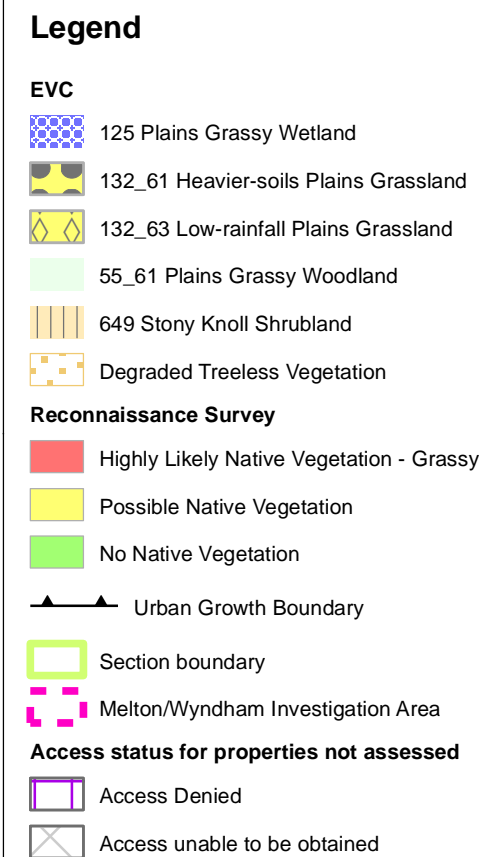 Legend
EVC
125 Plains Grassy Wetland
132_61 Heavier-soils Plains Grassland
132_63 Low-rainfall Plains Grassland
55_61 Plains Grassy Woodland
649 Stony Knoll Shrubland
Degraded Treeless Vegetation
Reconnaissance Survey
Highly Likely Native Vegetation - Grassy
Possible Native Vegetation
No Native Vegetation
Urban Growth Boundary
Section boundary
Melton/Wyndham Investigation Area
Access status for properties not assessed
Access Denied
Access unable to be obtained